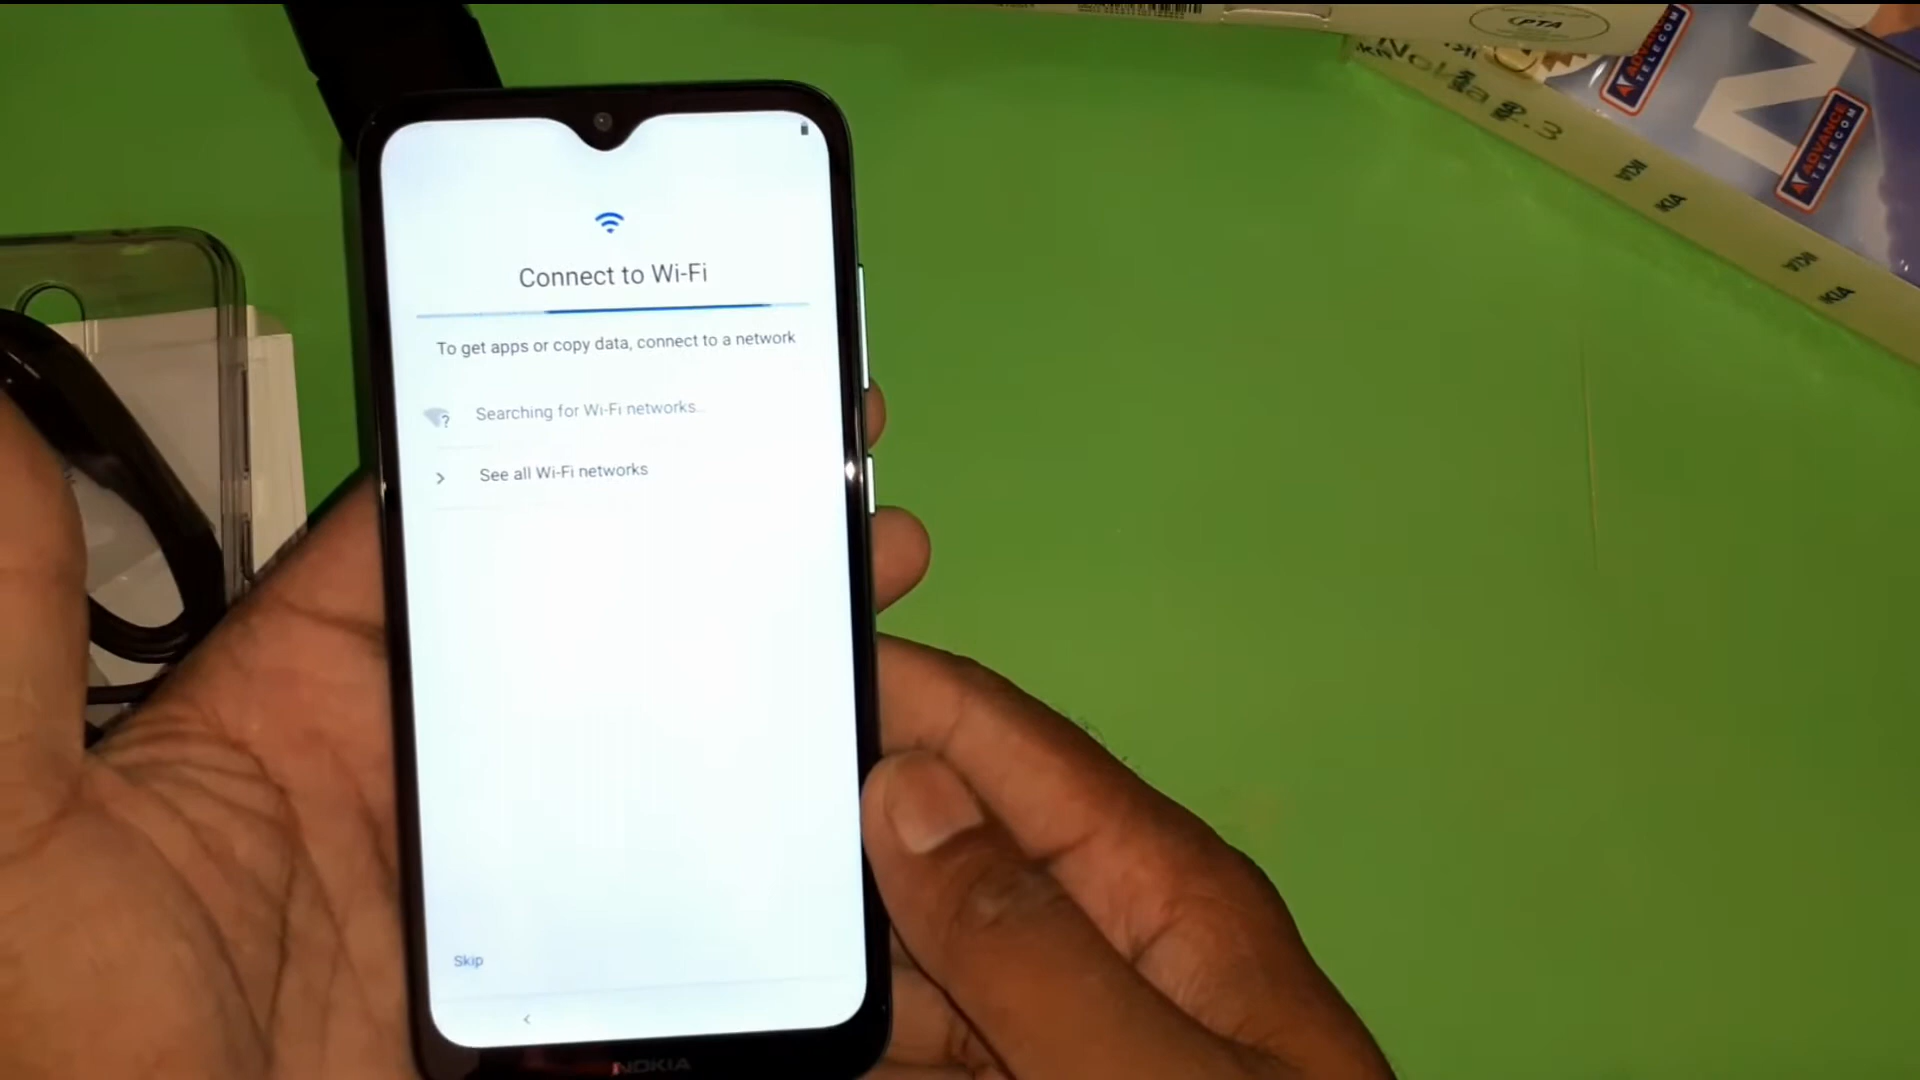 PTA
ADVANCE
TELECOM
ADVANCE
TELECOM
Connect to Wi-Fi
To get apps or copy data, connect to a network
Searching for Wi-Fi networks...
See all Wi-Fi networks
Skip
NOKIA